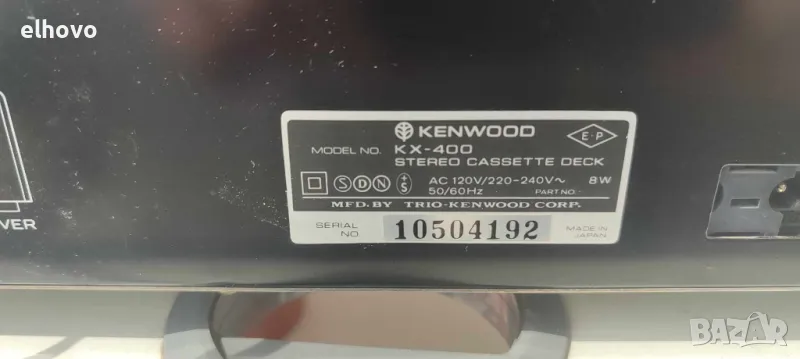 elhovo
KENWOOD
E-P
MODEL NO. KX-400
STEREO CASSETTE DECK
S D N S
AC 120V/220-240V~ 8W
50/60Hz PART NO.
MFD. BY TRIO-KENWOOD CORP.
SERIAL NO 10504192
MADE IN JAPAN
VER
BAZAR